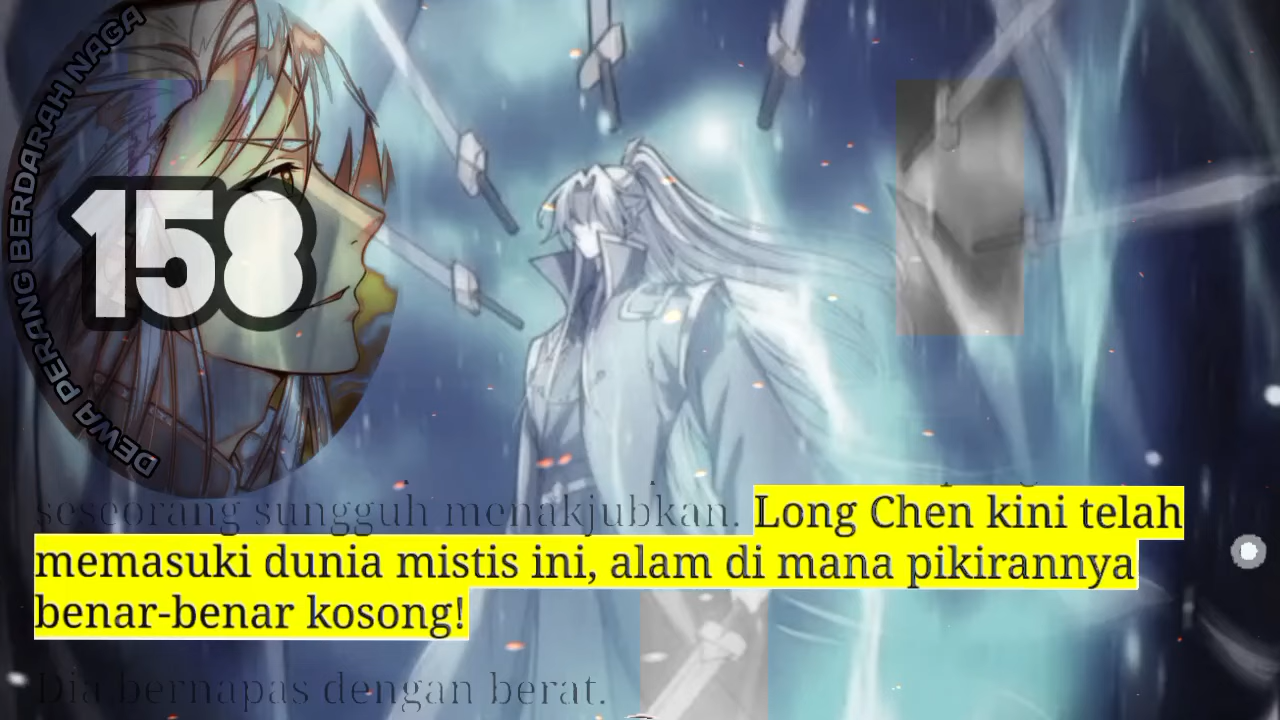 DEWA PERANG BERDARAH NAGA
158
seseorang sungguh menakjubkan. Long Chen kini telah
memasuki dunia mistis ini, alam di mana pikirannya
benar-benar kosong!
Dia bernapas dengan berat.